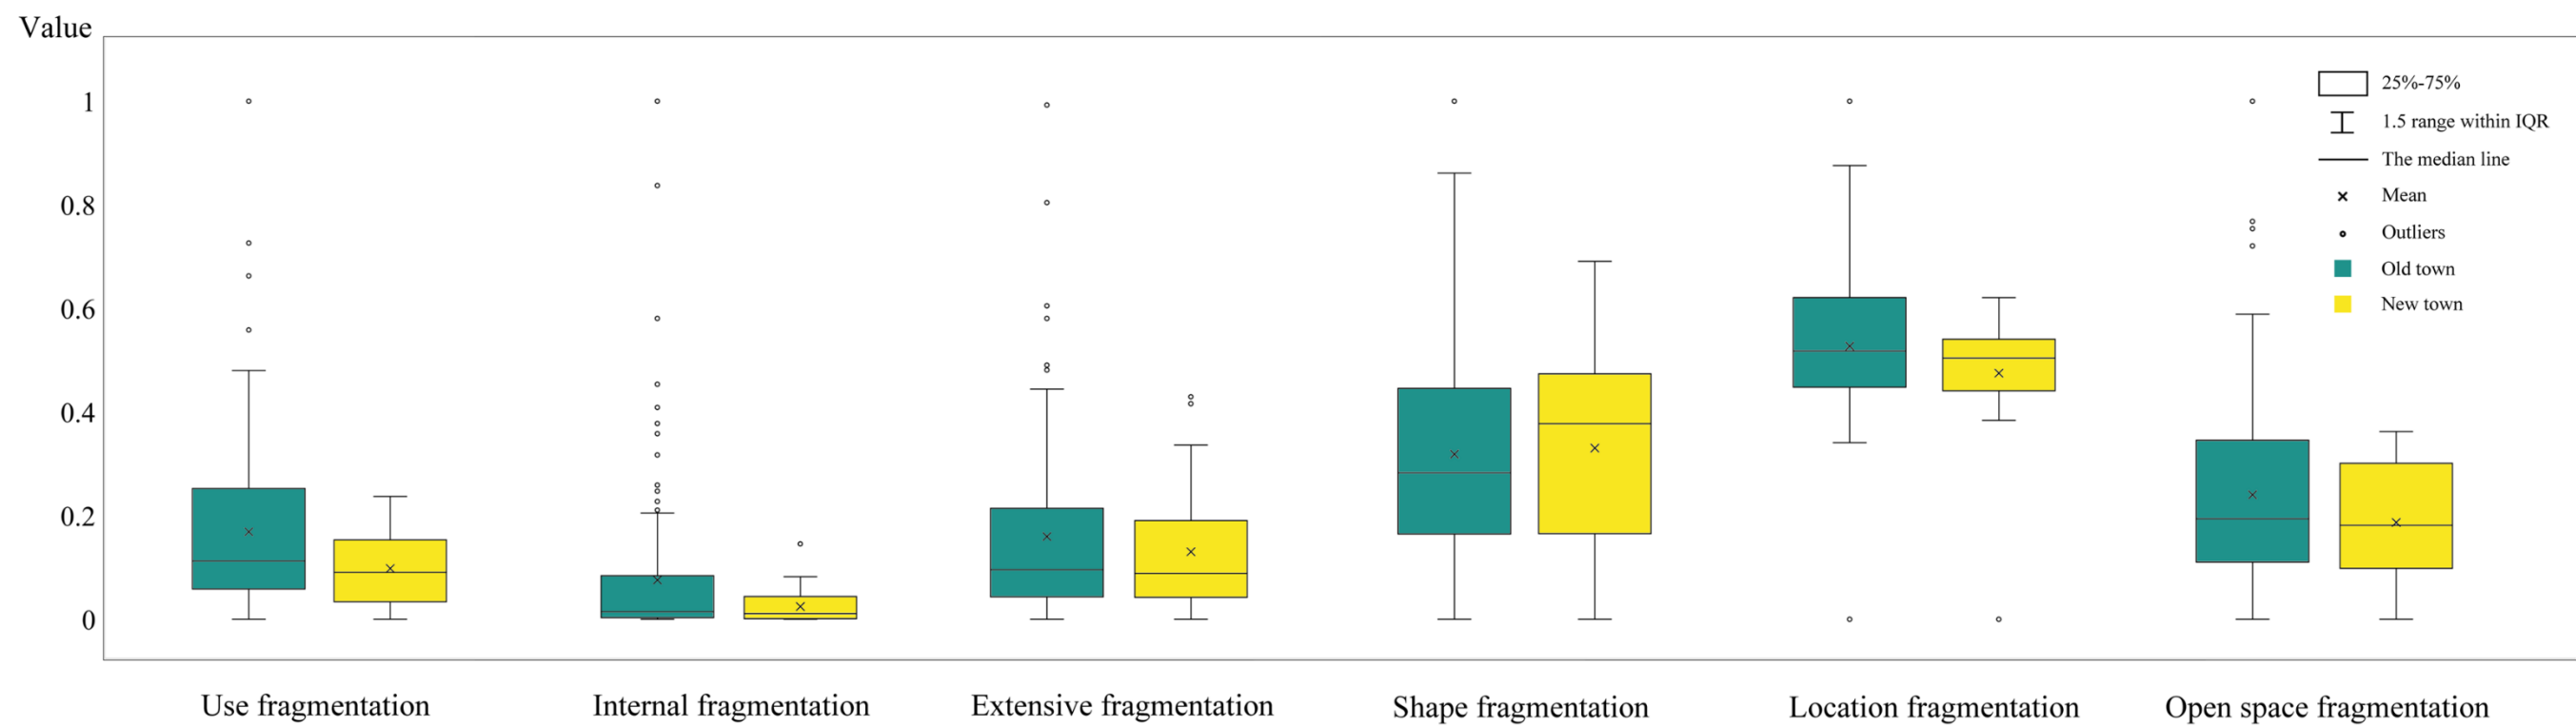 Value
1
0.8
0.6
0.4
0.2
0
25%-75%
1.5 range within IQR
The median line
Mean
Outliers
Old town
New town
Use fragmentation
Internal fragmentation
Extensive fragmentation
Shape fragmentation
Location fragmentation
Open space fragmentation